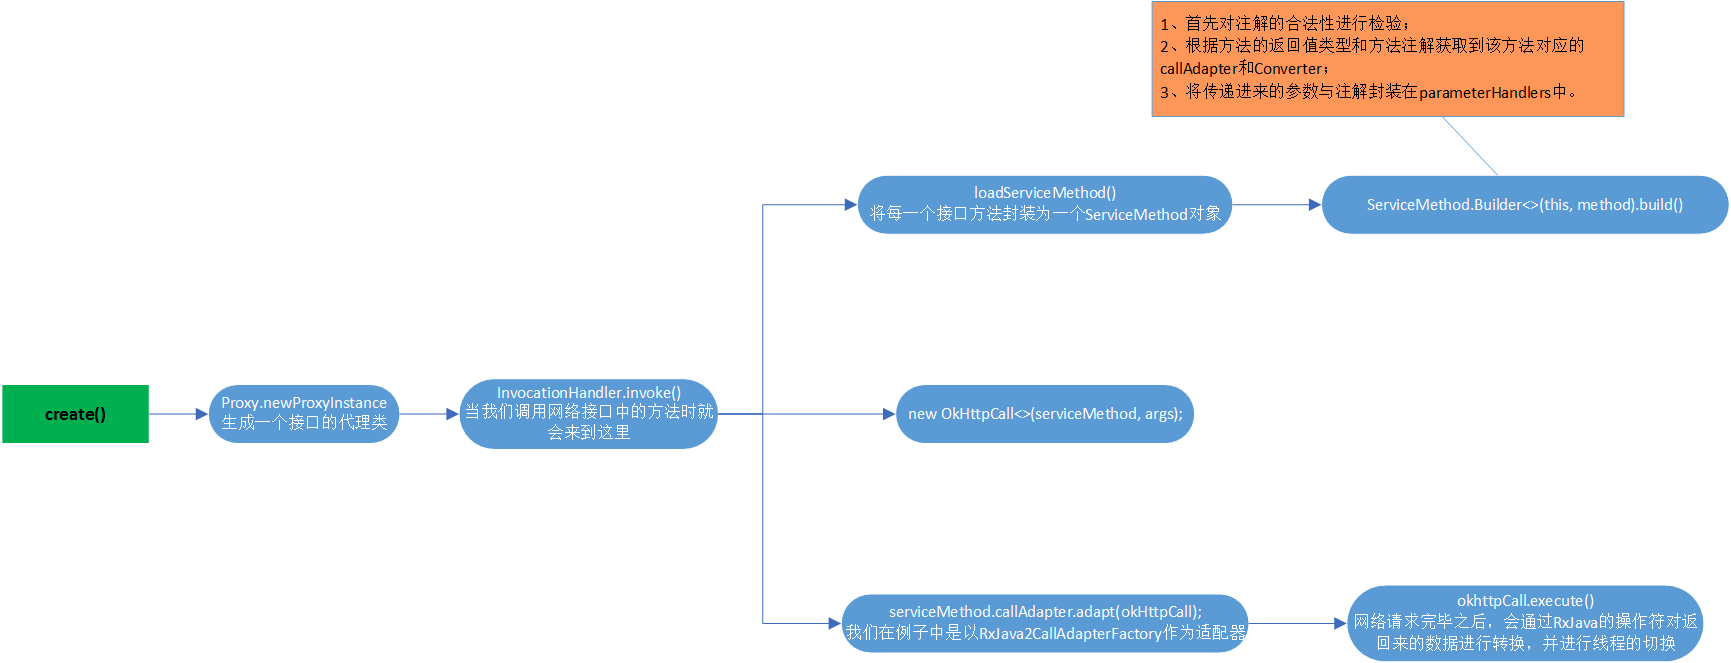 1、首先对注解的合法性进行检验；
2、根据方法的返回值类型和方法注解获取到该方法对应的
callAdapter和Converter；
3、将传递进来的参数与注解封装在parameterHandlers中。
loadServiceMethod()
将每一个接口方法封装为一个ServiceMethod对象
ServiceMethod.Builder<>(this, method).build()
create()
Proxy.newProxyInstance
生成一个接口的代理类
InvocationHandler.invoke()
当我们调用网络接口中的方法时就
会来到这里
new OkHttpCall<>(serviceMethod, args);
serviceMethod.callAdapter.adapt(okHttpCall);
我们在例子中是以RxJava2CallAdapterFactory作为适配器
okhttpCall.execute()
网络请求完毕之后，会通过RxJava的操作符对返
回来的数据进行转换，并进行线程的切换